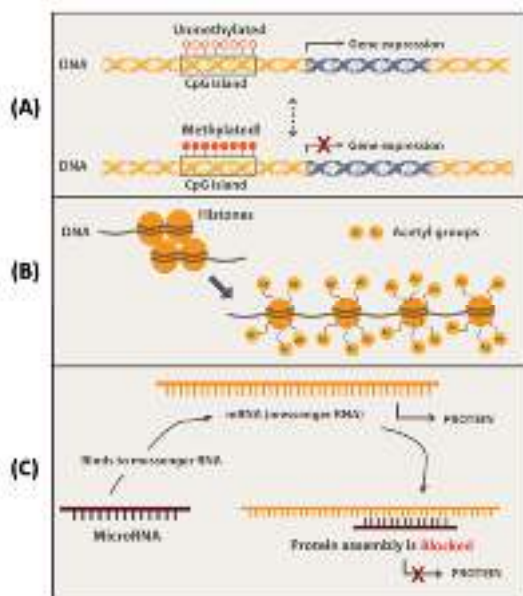 (A)
Unmethylated
DNA
Gene expression
CpG Island
Methylated
DNA
Gene expression
CpG Island
(B)
DNA
Histones
Acetyl groups
(C)
mRNA (messenger RNA)
PROTEIN
Binds to messenger RNA
MicroRNA
Protein assembly is Blocked
PROTEIN